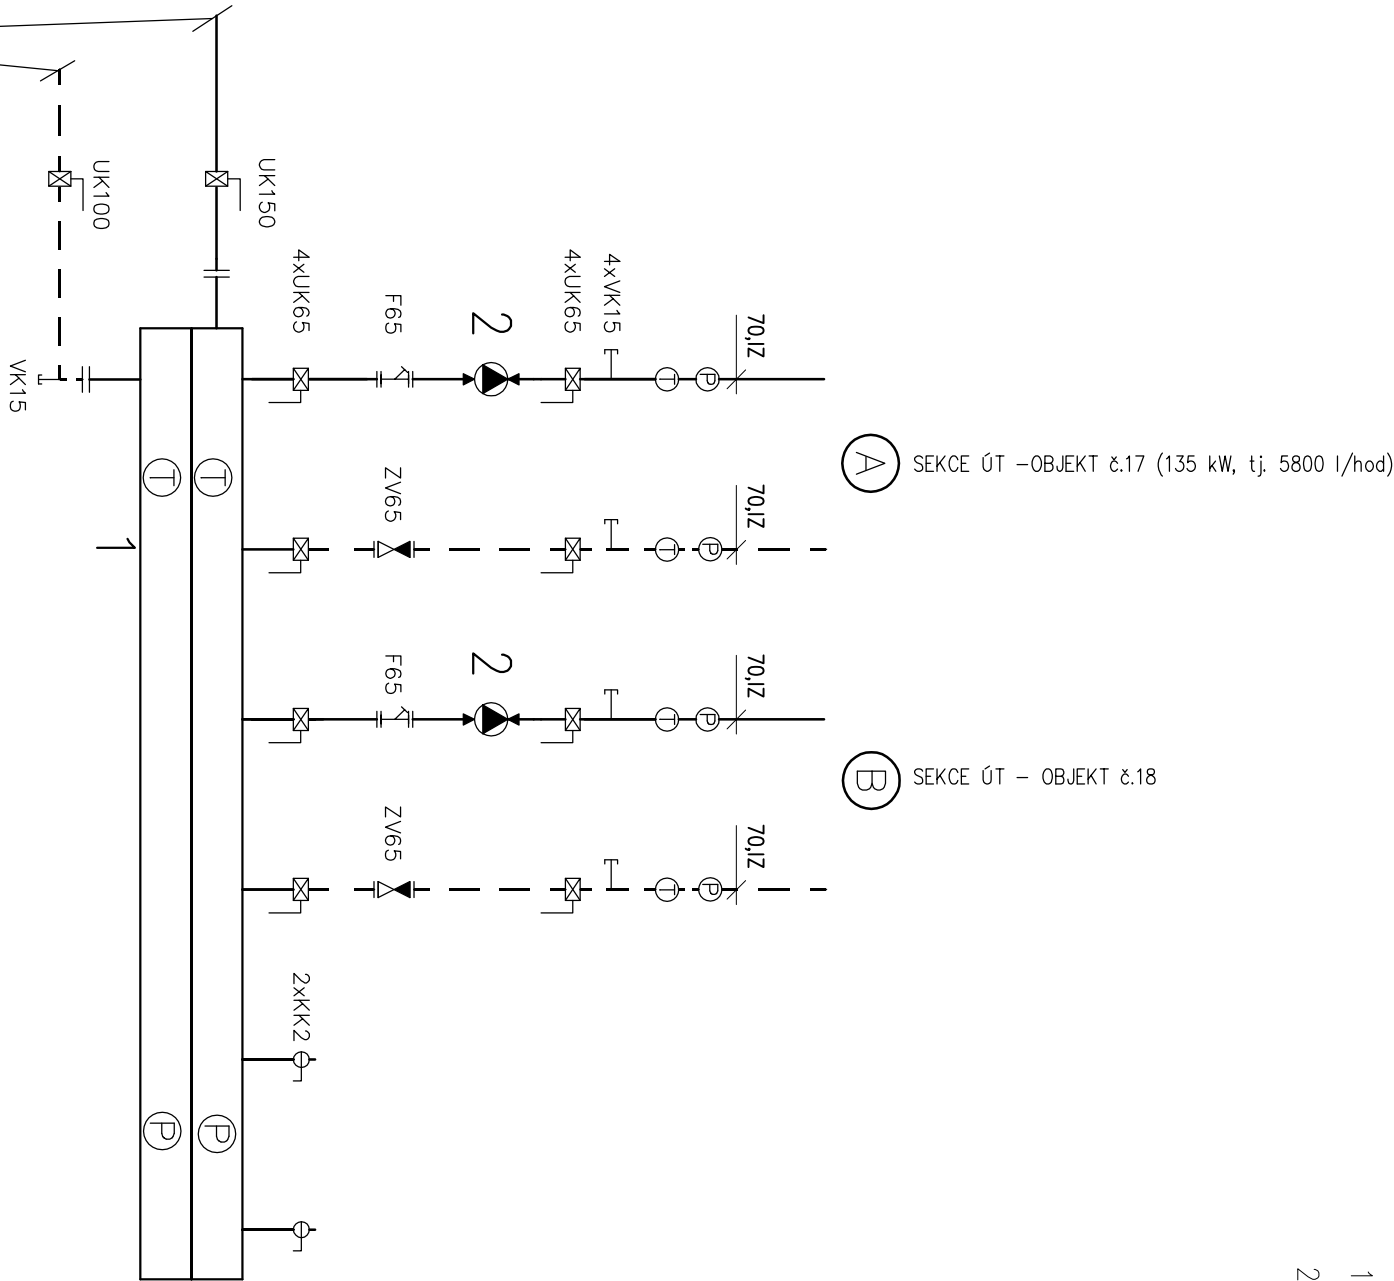 UK100
UK150
VK15
4xUK65
F65
2
4xUK65
4xVK15
T
P
70,IZ
A
SEKCE ÚT -OBJEKT č.17 (135 kW, tj. 5800 l/hod)
T
T
1
ZV65
T
P
70,IZ
F65
2
T
P
70,IZ
B
SEKCE ÚT - OBJEKT č.18
ZV65
T
P
70,IZ
2xKK2
P
P
1
2